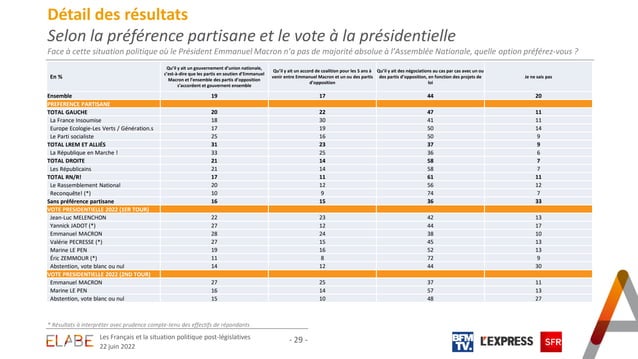 Détail des résultats
Selon la préférence partisane et le vote à la présidentielle
Face à cette situation politique où le Président Emmanuel Macron n'a pas de majorité absolue à l'Assemblée Nationale, quelle option préférez-vous ?
En %
Qu'il y ait un gouvernement d'union nationale, c'est-à-dire que les partis en soutien d'Emmanuel Macron et l'ensemble des partis d'opposition s'accordent et gouvernent ensemble
Qu'il y ait un accord de coalition pour les 5 ans à venir entre Emmanuel Macron et un ou des partis d'opposition
Qu'il y ait des négociations au cas par cas avec un ou des partis d'opposition, en fonction des projets de loi
Je ne sais pas
Ensemble 19 17 44 20
PREFERENCE PARTISANE
TOTAL GAUCHE 20 22 47 11
La France Insoumise 18 30 41 11
Europe Ecologie-Les Verts / Génération.s 17 19 50 14
Le Parti socialiste 25 16 50 9
TOTAL LREM ET ALLIÉS 31 23 37 9
La République en Marche ! 33 25 36 6
TOTAL DROITE 21 14 58 7
Les Républicains 21 14 58 7
TOTAL RN/R! 17 11 61 11
Le Rassemblement National 20 12 56 12
Reconquête! (*) 10 9 74 7
Sans préférence partisane 16 15 36 33
VOTE PRESIDENTIELLE 2022 (1ER TOUR)
Jean-Luc MELENCHON 22 23 42 13
Yannick JADOT (*) 27 12 44 17
Emmanuel MACRON 28 24 38 10
Valérie PECRESSE (*) 27 15 45 13
Marine LE PEN 19 16 52 13
Éric ZEMMOUR (*) 11 8 72 9
Abstention, vote blanc ou nul 14 12 44 30
VOTE PRESIDENTIELLE 2022 (2ND TOUR)
Emmanuel MACRON 27 25 37 11
Marine LE PEN 16 14 57 13
Abstention, vote blanc ou nul 15 10 48 27
* Résultats à interpréter avec prudence compte-tenu des effectifs de répondants
ELABE
Les Français et la situation politique post-législatives
22 juin 2022
- 29 -
BFM
TV.
L'EXPRESS
SFR